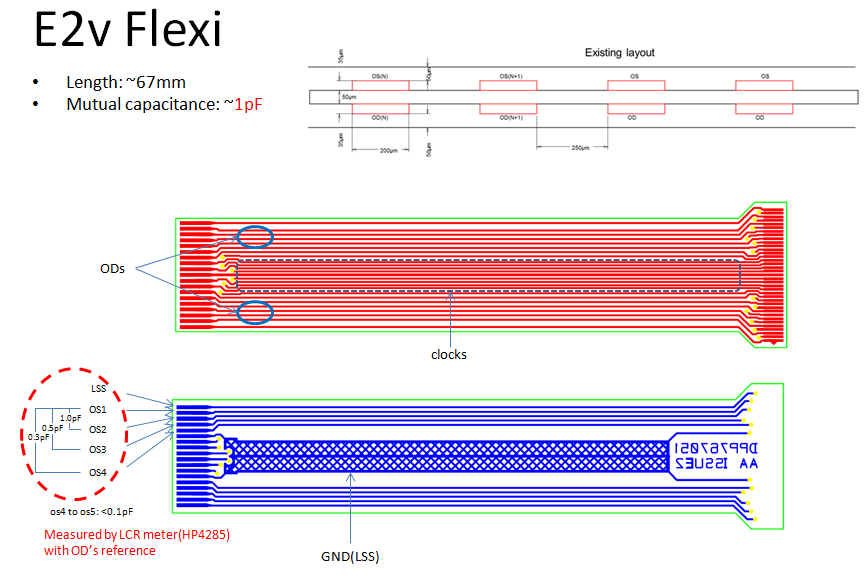 E2v Flexi
• Length: ~67mm
• Mutual capacitance: ~1pF
Existing layout
35µm
OS(N)
50µm
OS(N+1)
OS
OS
50µm
OD(N)
OD(N+1)
OD
OD
35µm
200µm
50µm
250µm
ODs
clocks
LSS
OS1
1.0pF
OS2
0.5pF
0.3pF
OS3
OS4
os4 to os5: <0.1pF
Measured by LCR meter(HP4285)
with OD's reference
GND(LSS)
DPP767051
AA ISSUE2